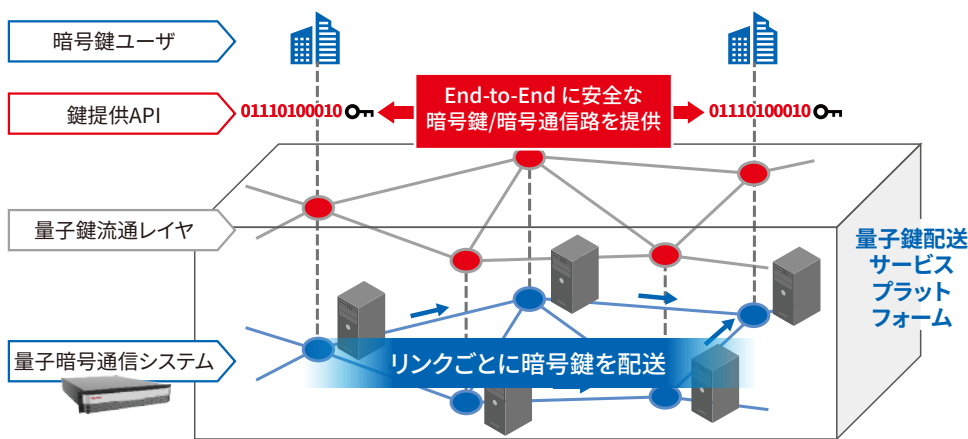 暗号鍵ユーザ
鍵提供API
01110100010
End-to-End に安全な
暗号鍵/暗号通信路を提供
01110100010
量子鍵流通レイヤ
量子鍵配送
サービス
プラット
フォーム
量子暗号通信システム
リンクごとに暗号鍵を配送